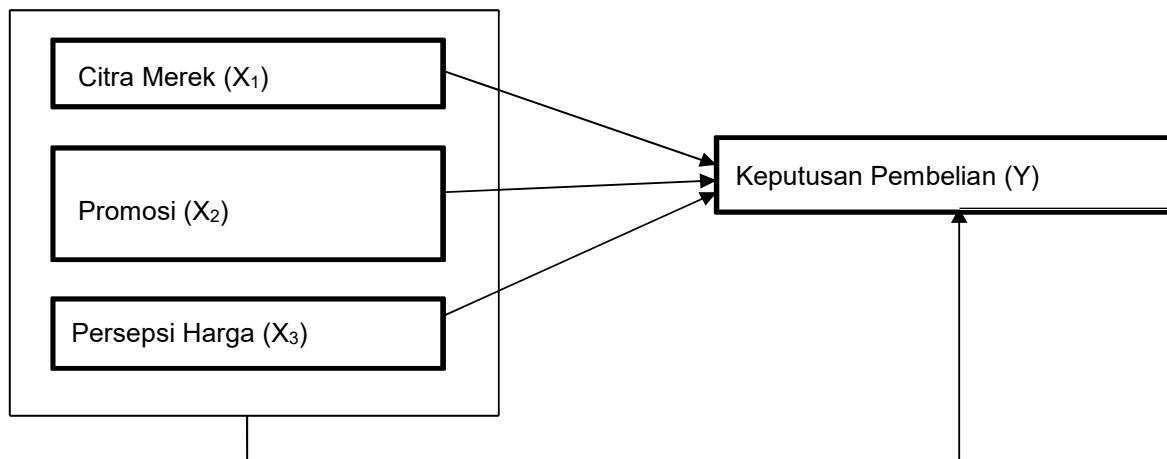 Citra Merek (X₁)
Promosi (X₂)
Persepsi Harga (X₃)
Keputusan Pembelian (Y)